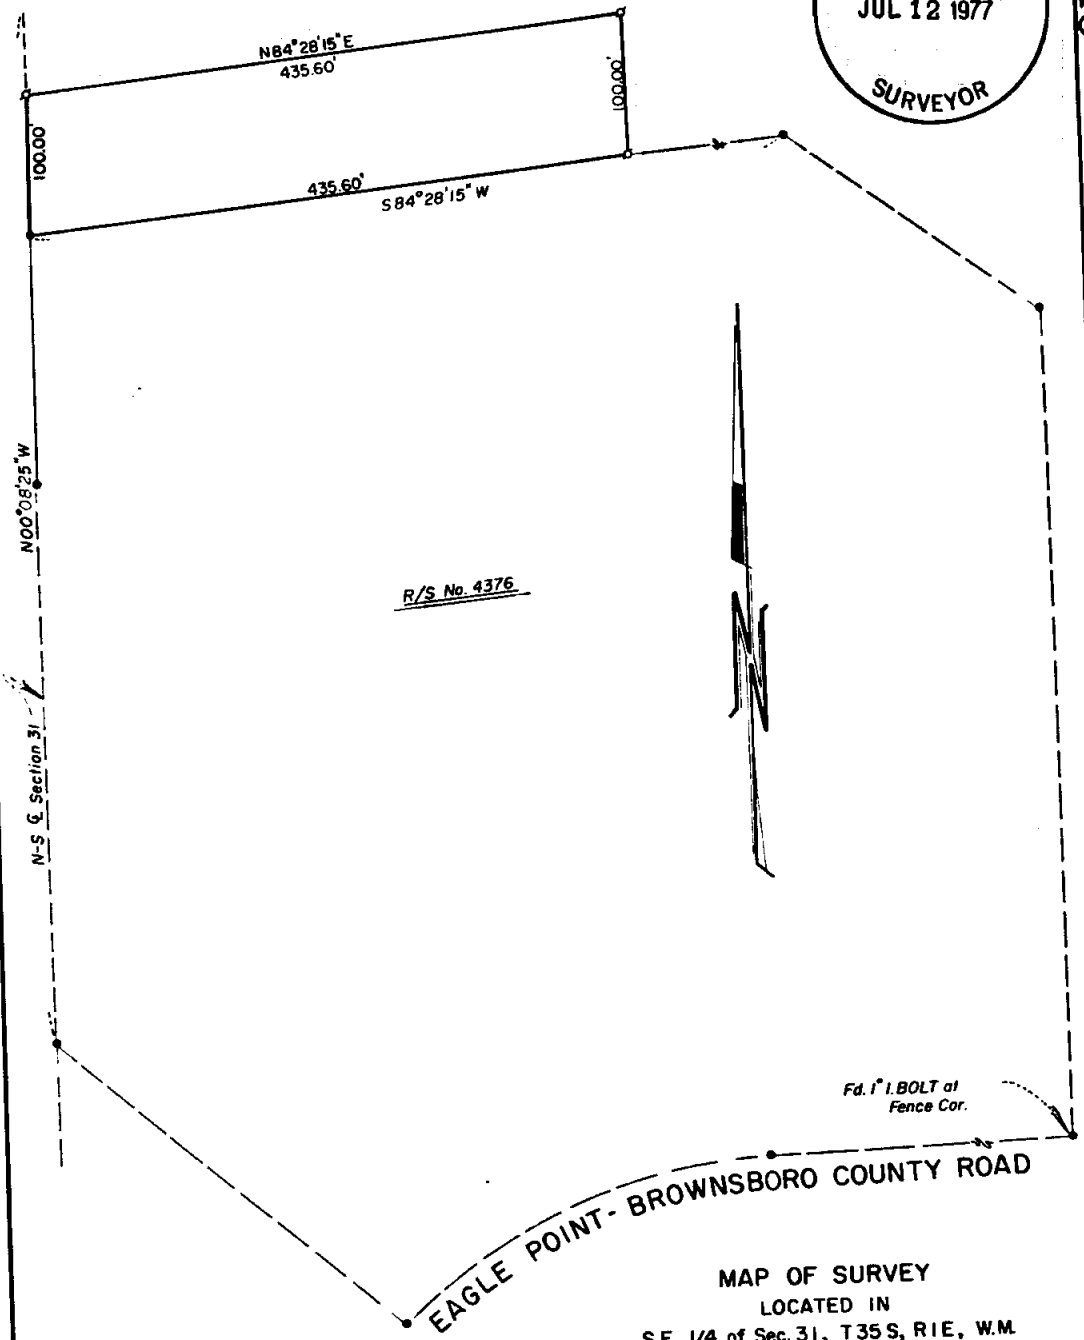 JUL 12 1977
SURVEYOR
N84°28'15"E
435.60'
100.00'
100.00'
435.60'
S84°28'15"W
N00°08'25"W
R/S No. 4376
N
N-S ℄ Section 31
Fd. 1" I.BOLT at
Fence Cor.
EAGLE POINT- BROWNSBORO COUNTY ROAD
MAP OF SURVEY
LOCATED IN
S.E. 1/4 of Sec. 31, T35S, R1E, W.M.